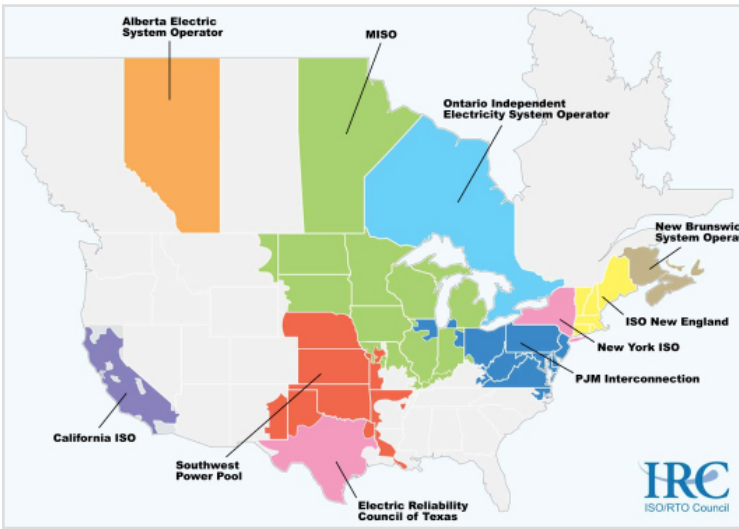 Alberta Electric
System Operator
MISO
Ontario Independent
Electricity System Operator
New Brunswic
System Operat
ISO New England
New York ISO
PJM Interconnection
California ISO
Southwest
Power Pool
Electric Reliability
Council of Texas
IRC
ISO/RTO Council